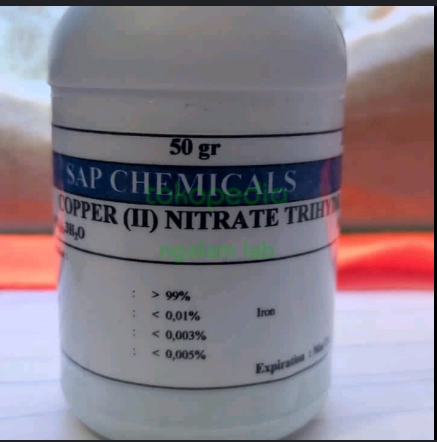 50 gr
SAP CHEMICALS
tokopedia
COPPER (II) NITRATE
.3H₂O
ngalam lab
: > 99%
: < 0,01% Iron
: < 0,003%
: < 0,005%
Expiration :